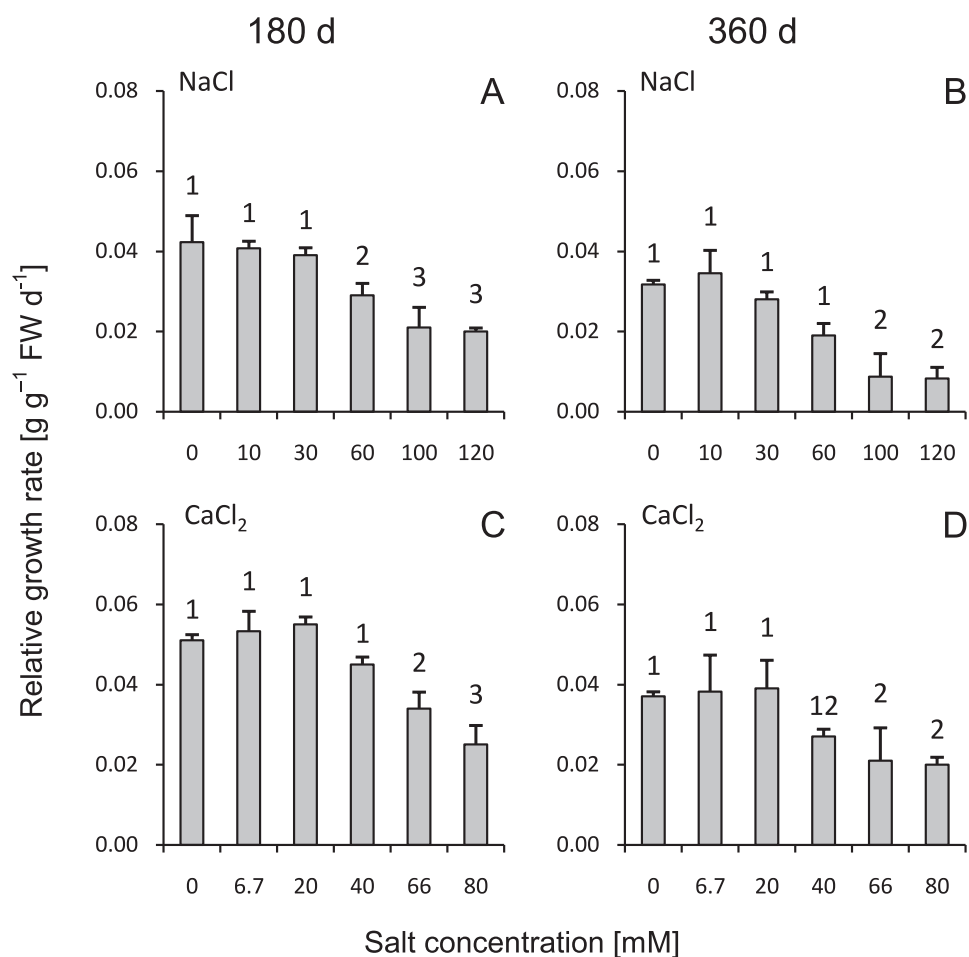 180 d 360 d
NaCl A NaCl B
0.08 0.08
0.06 0.06
0.04 0.04
0.02 0.02
0.00 0.00
1 1 1 2 3 3
1 1 1 1 2 2
0 10 30 60 100 120
0 10 30 60 100 120
CaCl₂ C CaCl₂ D
0.08 0.08
0.06 0.06
0.04 0.04
0.02 0.02
0.00 0.00
1 1 1 1 2 3
1 1 1 12 2 2
0 6.7 20 40 66 80
0 6.7 20 40 66 80
Relative growth rate [g g⁻¹ FW d⁻¹]
Salt concentration [mM]